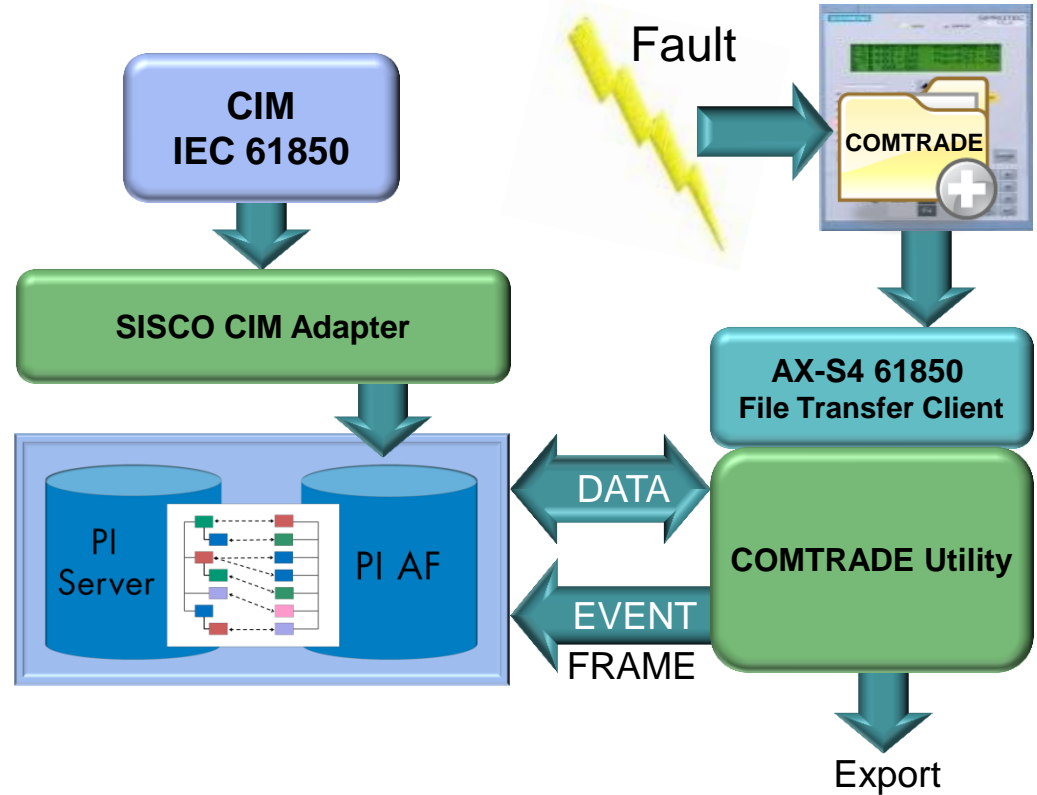 Fault
SIEMENS
CIM
IEC 61850
COMTRADE
SISCO CIM Adapter
AX-S4 61850
File Transfer Client
DATA
PI
Server
PI AF
COMTRADE Utility
EVENT
FRAME
Export